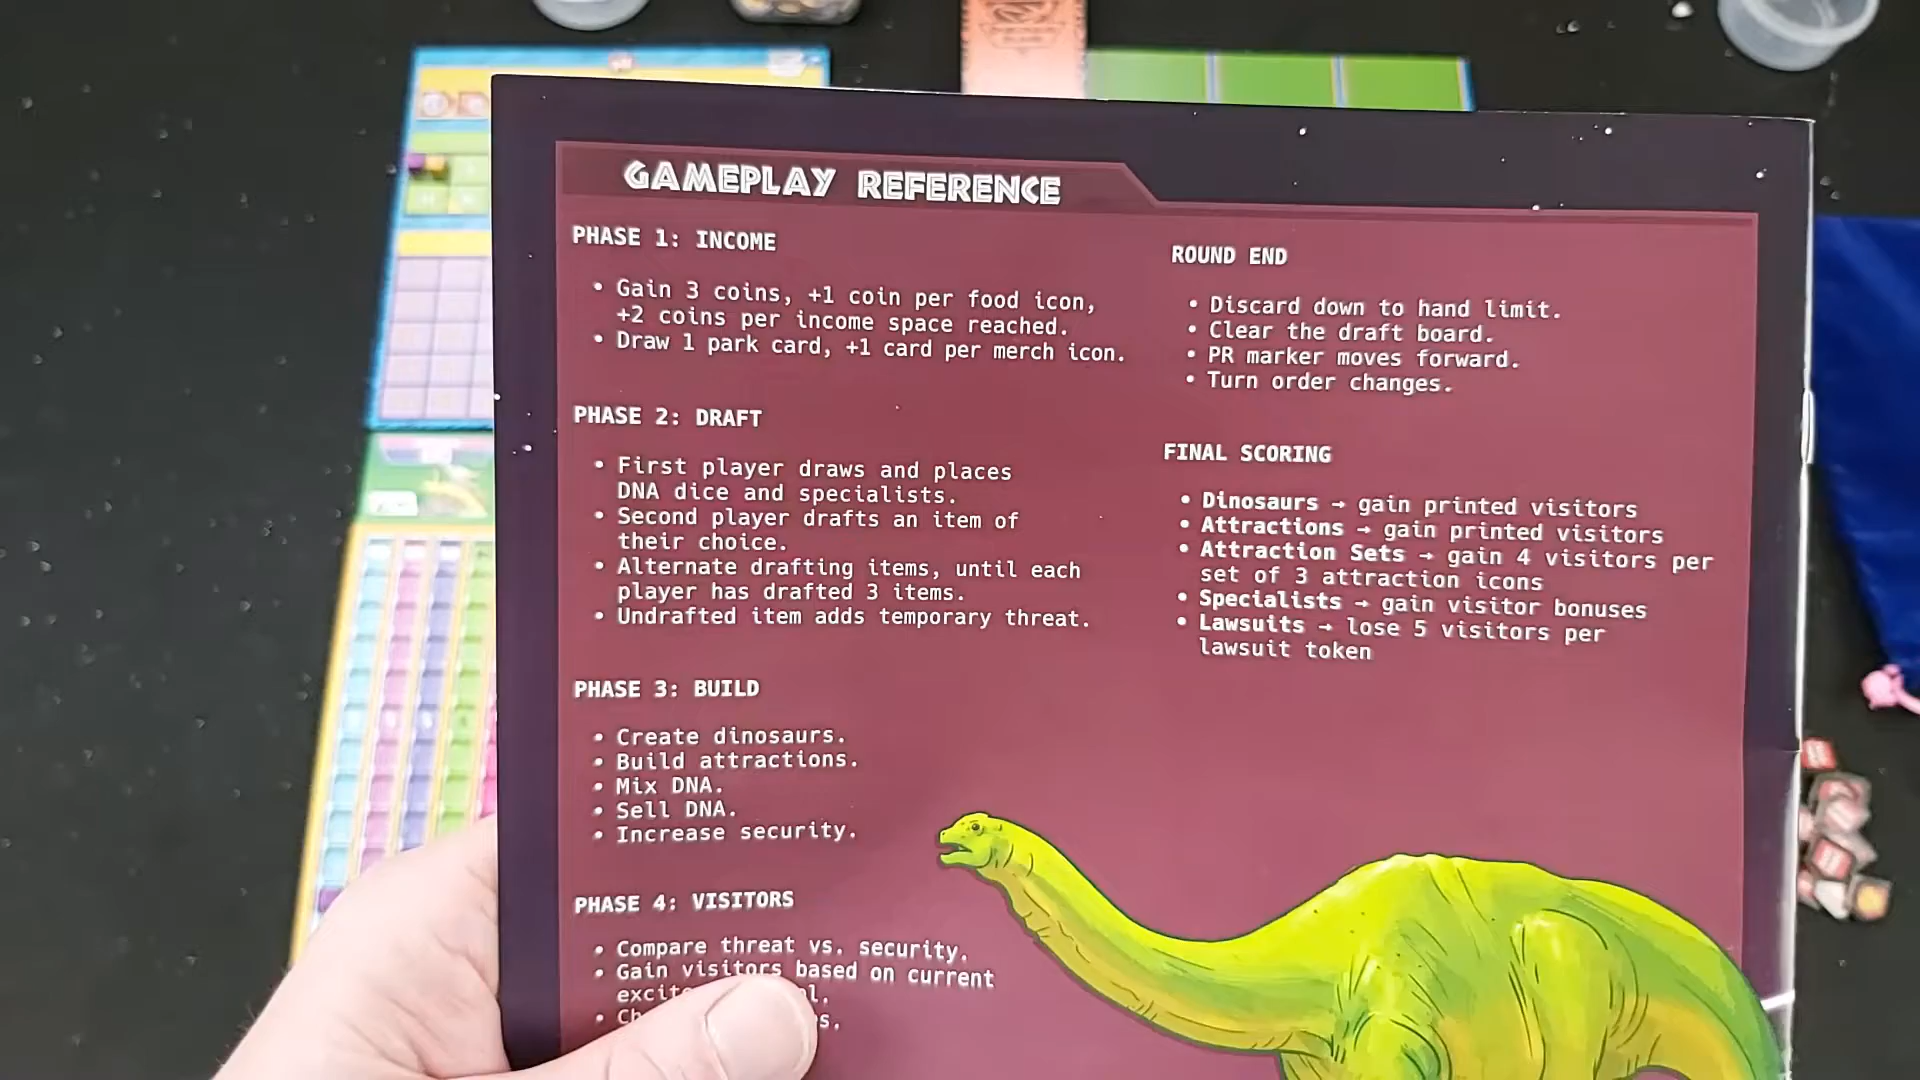 GAMEPLAY REFERENCE
PHASE 1: INCOME
• Gain 3 coins, +1 coin per food icon,
+2 coins per income space reached.
• Draw 1 park card, +1 card per merch icon.
PHASE 2: DRAFT
• First player draws and places
DNA dice and specialists.
• Second player drafts an item of
their choice.
• Alternate drafting items, until each
player has drafted 3 items.
• Undrafted item adds temporary threat.
PHASE 3: BUILD
• Create dinosaurs.
• Build attractions.
• Mix DNA.
• Sell DNA.
• Increase security.
PHASE 4: VISITORS
• Compare threat vs. security.
• Gain visitors based on current
ROUND END
• Discard down to hand limit.
• Clear the draft board.
• PR marker moves forward.
• Turn order changes.
FINAL SCORING
• Dinosaurs → gain printed visitors
• Attractions → gain printed visitors
• Attraction Sets → gain 4 visitors per
set of 3 attraction icons
• Specialists → gain visitor bonuses
• Lawsuits → lose 5 visitors per
lawsuit token